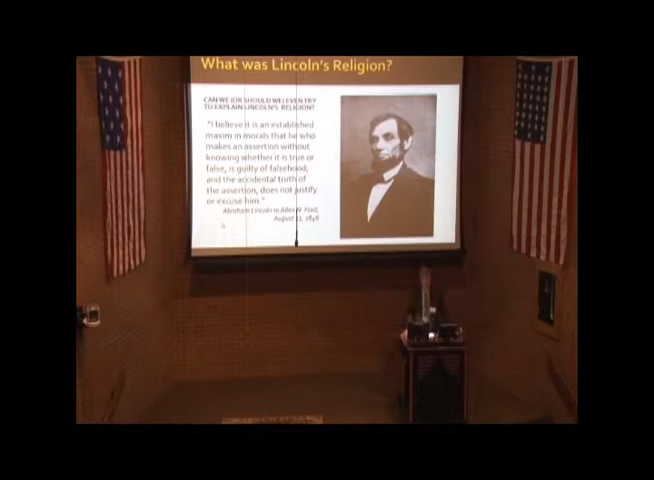 What was Lincoln's Religion?
CAN WE (OR SHOULD WE) EVEN TRY
TO EXPLAIN LINCOLN'S RELIGION?
"I believe it is an established
maxim in morals that he who
makes an assertion without
knowing whether it is true or
false, is guilty of falsehood,
and the accidental truth of
the assertion, does not justify
or excuse him."
Abraham Lincoln to Allen N. Ford,
August 11, 1846